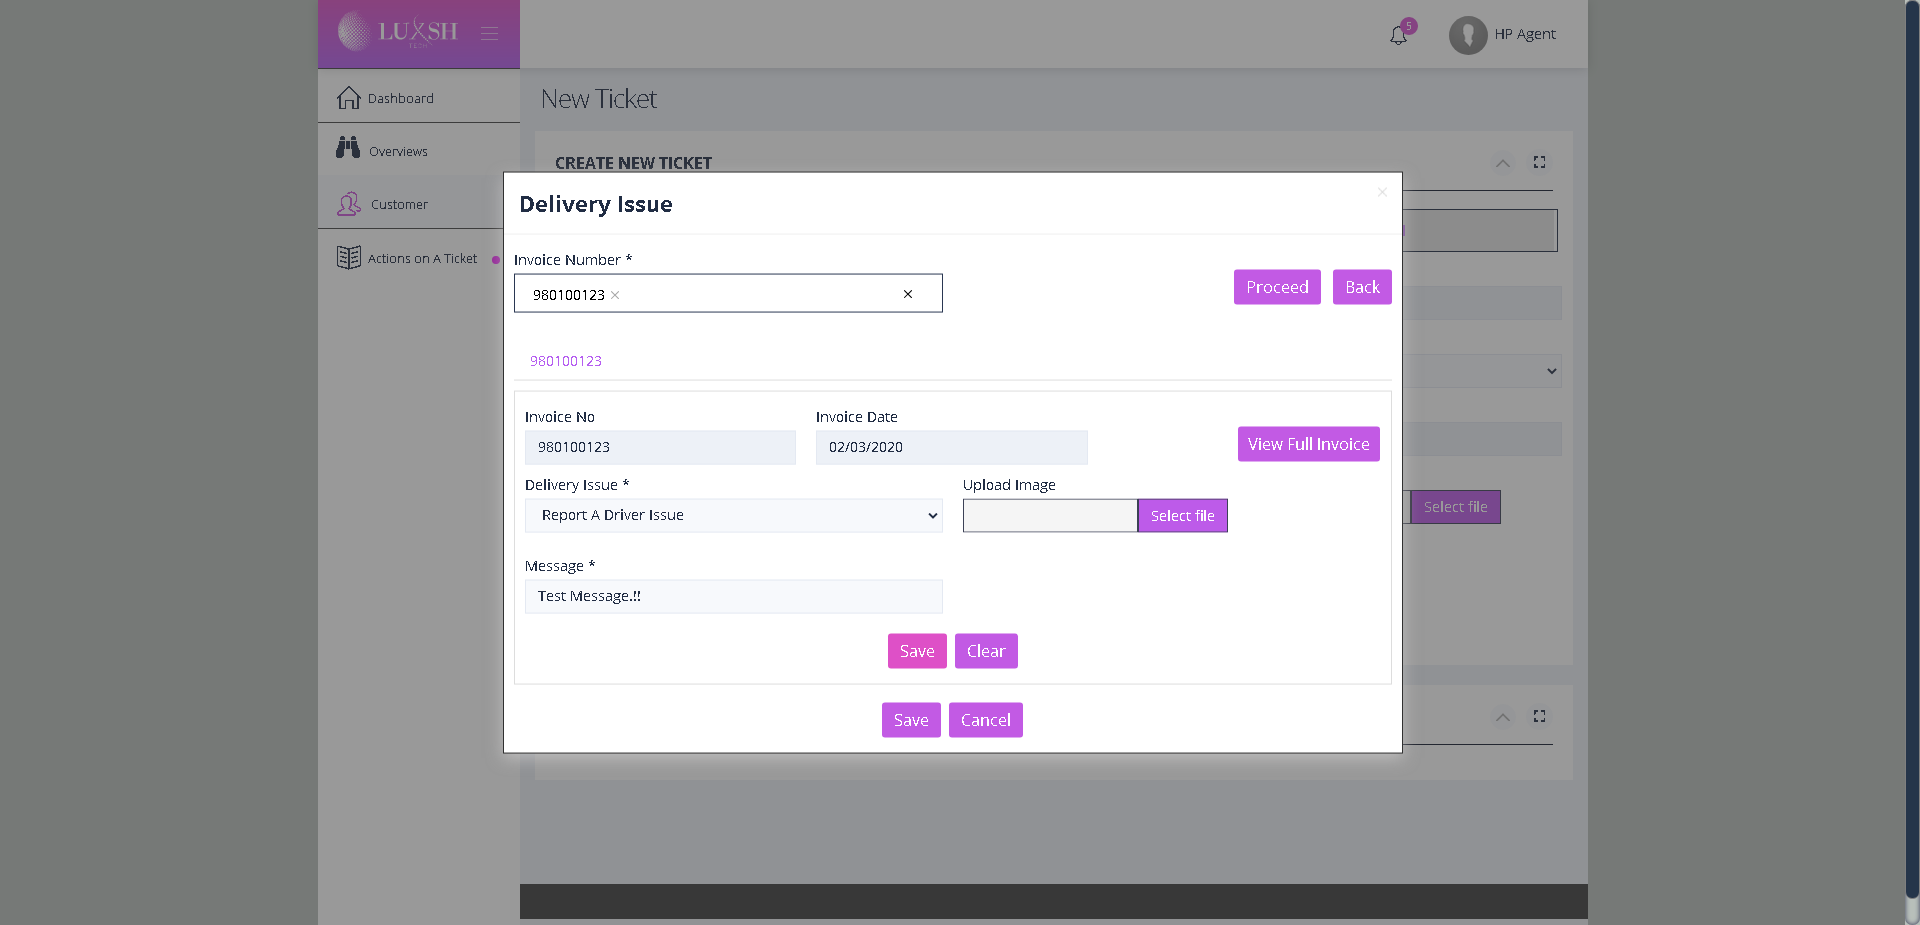 LUXSH
5
HP Agent
Dashboard
Overviews
Customer
Actions on A Ticket
New Ticket
CREATE NEW TICKET
Delivery Issue
×
Invoice Number *
980100123 ×
×
Proceed
Back
980100123
Invoice No
Invoice Date
980100123
02/03/2020
View Full Invoice
Delivery Issue *
Upload Image
Report A Driver Issue
Select file
Select file
Message *
Test Message.!!
Save
Clear
Save
Cancel